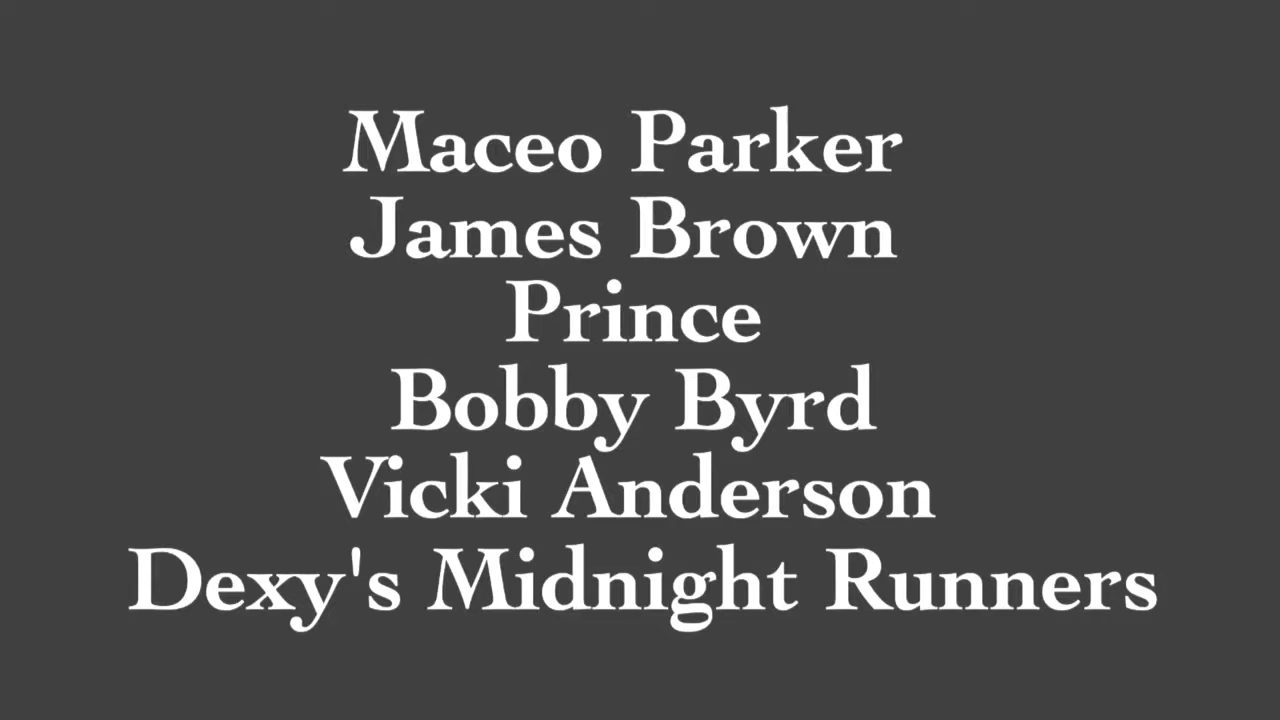 Maceo Parker
James Brown
Prince
Bobby Byrd
Vicki Anderson
Dexy's Midnight Runners